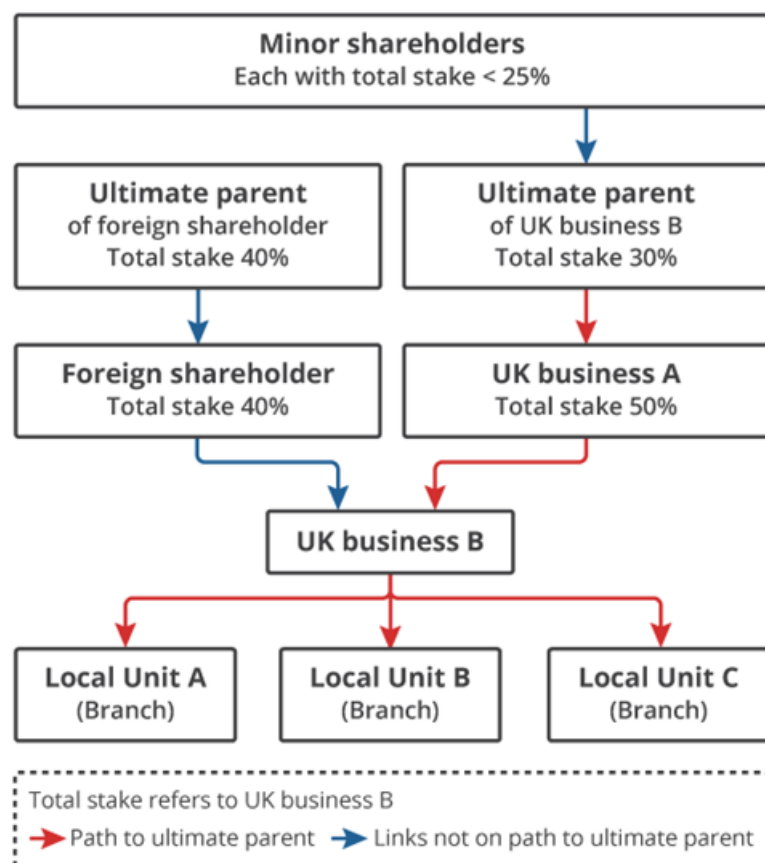 Minor shareholders
Each with total stake < 25%
Ultimate parent
of foreign shareholder
Total stake 40%
Ultimate parent
of UK business B
Total stake 30%
Foreign shareholder
Total stake 40%
UK business A
Total stake 50%
UK business B
Local Unit A
(Branch)
Local Unit B
(Branch)
Local Unit C
(Branch)
Total stake refers to UK business B
Path to ultimate parent
Links not on path to ultimate parent